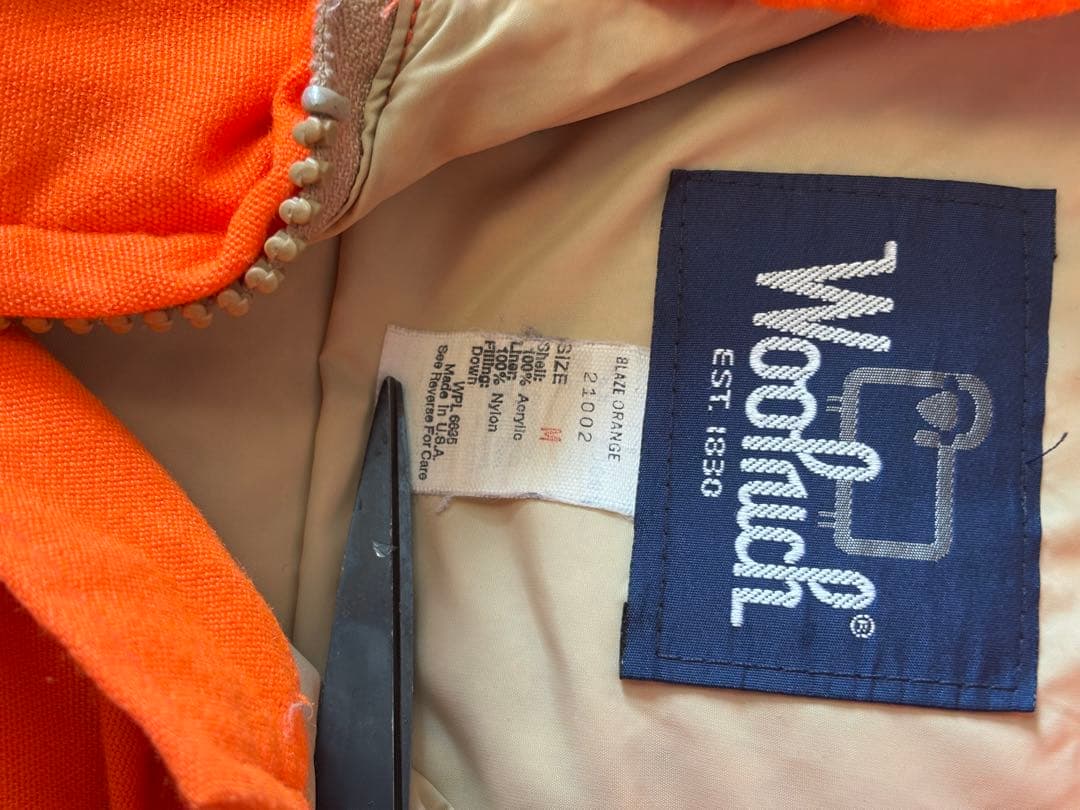 Woolrich®
EST. 1830
BLAZE ORANGE
21002
SIZE M
Shell:
100% Acrylic
Liner:
100% Nylon
Filling:
Down
WPL 6635
Made In U.S.A.
See Reverse For Care